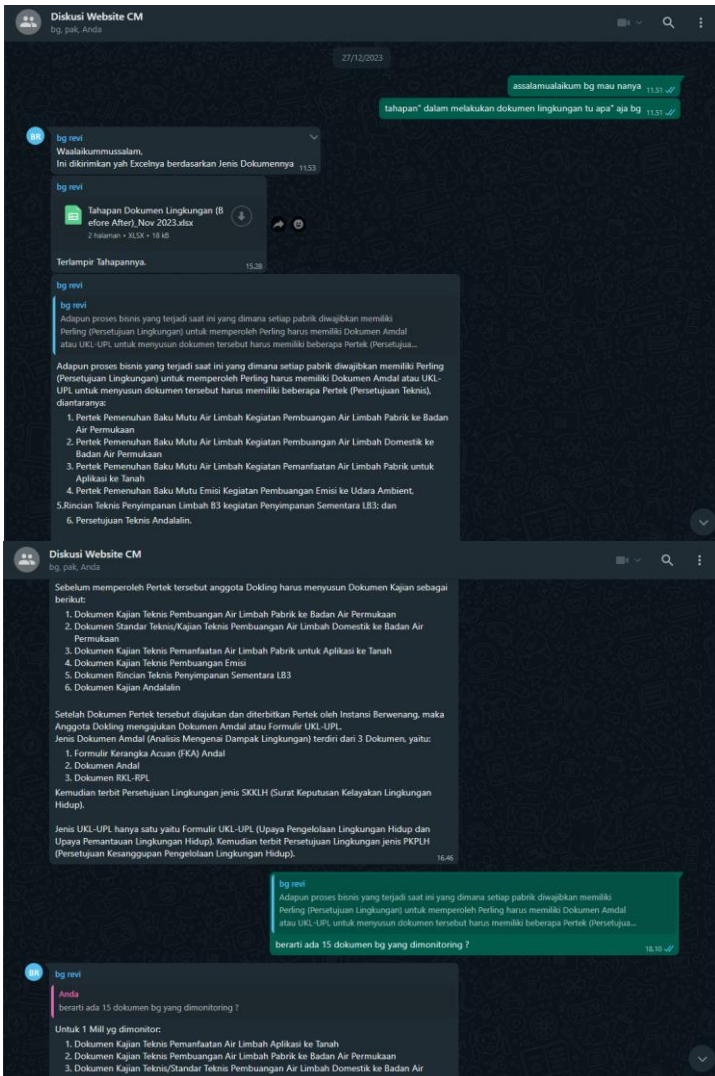 Diskusi Website CM
bg, pak, Anda
27/12/2023
assalamualaikum bg mau nanya 11.51
tahapan" dalam melakukan dokumen lingkungan tu apa" aja bg 11.51
BR
bg revi
Waalaikummussalam,
Ini dikirimkan yah Excelnya berdasarkan Jenis Dokumennya 11.53
bg revi
Tahapan Dokumen Lingkungan (B
efore After)_Nov 2023.xlsx
2 halaman • XLSX • 18 kB
Terlampir Tahapannya.
15.28
bg revi
bg revi
Adapun proses bisnis yang terjadi saat ini yang dimana setiap pabrik diwajibkan memiliki
Perling (Persetujuan Lingkungan) untuk memperoleh Perling harus memiliki Dokumen Amdal
atau UKL-UPL untuk menyusun dokumen tersebut harus memiliki beberapa Pertek (Persetujua...
Adapun proses bisnis yang terjadi saat ini yang dimana setiap pabrik diwajibkan memiliki Perling
(Persetujuan Lingkungan) untuk memperoleh Perling harus memiliki Dokumen Amdal atau UKL-
UPL untuk menyusun dokumen tersebut harus memiliki beberapa Pertek (Persetujuan Teknis),
diantaranya:
1. Pertek Pemenuhan Baku Mutu Air Limbah Kegiatan Pembuangan Air Limbah Pabrik ke Badan
Air Permukaan
2. Pertek Pemenuhan Baku Mutu Air Limbah Kegiatan Pembuangan Air Limbah Domestik ke
Badan Air Permukaan
3. Pertek Pemenuhan Baku Mutu Air Limbah Kegiatan Pemanfaatan Air Limbah Pabrik untuk
Aplikasi ke Tanah
4. Pertek Pemenuhan Baku Mutu Emisi Kegiatan Pembuangan Emisi ke Udara Ambient,
5.Rincian Teknis Penyimpanan Limbah B3 kegiatan Penyimpanan Sementara LB3; dan
6. Persetujuan Teknis Andalalin.
Diskusi Website CM
bg, pak, Anda
Sebelum memperoleh Pertek tersebut anggota Dokling harus menyusun Dokumen Kajian sebagai
berikut:
1. Dokumen Kajian Teknis Pembuangan Air Limbah Pabrik ke Badan Air Permukaan
2. Dokumen Standar Teknis/Kajian Teknis Pembuangan Air Limbah Domestik ke Badan Air
Permukaan
3. Dokumen Kajian Teknis Pemanfaatan Air Limbah Pabrik untuk Aplikasi ke Tanah
4. Dokumen Kajian Teknis Pembuangan Emisi
5. Dokumen Rincian Teknis Penyimpanan Sementara LB3
6. Dokumen Kajian Andalalin
Setelah Dokumen Pertek tersebut diajukan dan diterbitkan Pertek oleh Instansi Berwenang, maka
Anggota Dokling mengajukan Dokumen Amdal atau Formulir UKL-UPL.
Jenis Dokumen Amdal (Analisis Mengenai Dampak Lingkungan) terdiri dari 3 Dokumen, yaitu:
1. Formulir Kerangka Acuan (FKA) Andal
2. Dokumen Andal
3. Dokumen RKL-RPL
Kemudian terbit Persetujuan Lingkungan jenis SKKLH (Surat Keputusan Kelayakan Lingkungan
Hidup).
Jenis UKL-UPL hanya satu yaitu Formulir UKL-UPL (Upaya Pengelolaan Lingkungan Hidup dan
Upaya Pemantauan Lingkungan Hidup). Kemudian terbit Persetujuan Lingkungan jenis PKPLH
(Persetujuan Kesanggupan Pengelolaan Lingkungan Hidup).
16.46
bg revi
Adapun proses bisnis yang terjadi saat ini yang dimana setiap pabrik diwajibkan memiliki
Perling (Persetujuan Lingkungan) untuk memperoleh Perling harus memiliki Dokumen Amdal
atau UKL-UPL untuk menyusun dokumen tersebut harus memiliki beberapa Pertek (Persetujua...
berarti ada 15 dokumen bg yang dimonitoring ?
18.10
BR
bg revi
Anda
berarti ada 15 dokumen bg yang dimonitoring ?
Untuk 1 Mill yg dimonitor:
1. Dokumen Kajian Teknis Pemanfaatan Air Limbah Aplikasi ke Tanah
2. Dokumen Kajian Teknis Pembuangan Air Limbah Pabrik ke Badan Air Permukaan
3. Dokumen Kajian Teknis/Standar Teknis Pembuangan Air Limbah Domestik ke Badan Air